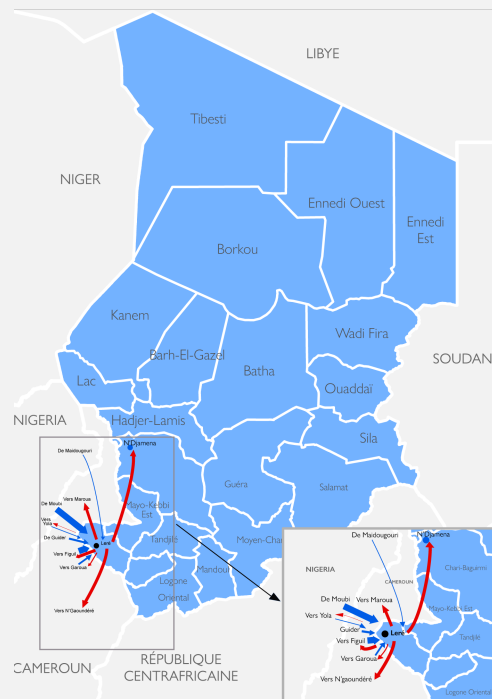 LIBYE
Tibesti
NIGER
Ennedi Ouest
Ennedi
Est
Borkou
Kanem
Wadi Fira
Barh-El-Gazel
SOUDAN
Batha
Lac
Ouaddaï
NIGERIA
Hadjer-Lamis
Sila
N'Djamena
De Maidougouri
Guéra
Salamat
Vers Maroua
De Moubi
Mayo-Kebbi
Est
Vers
Yola
De Guider
Tandjilé
Moyen-Char
Lere
Vers Figuil
Vers Garoua
Mandoul
Logone
Oriental
Vers N'Gaoundéré
CAMEROUN
RÉPUBLIQUE
CENTRAFRICAINE
De Maidougouri
N'Djamena
NIGERIA
Chari-Baguirmi
CAMEROUN
De Moubi
Vers Maroua
Mayo-Kebbi Est
Vers Yola
Guider
Lere
Tandjilé
Vers Figuil
Vers Garoua
Vers N'gaoundéré
Logone Oriental